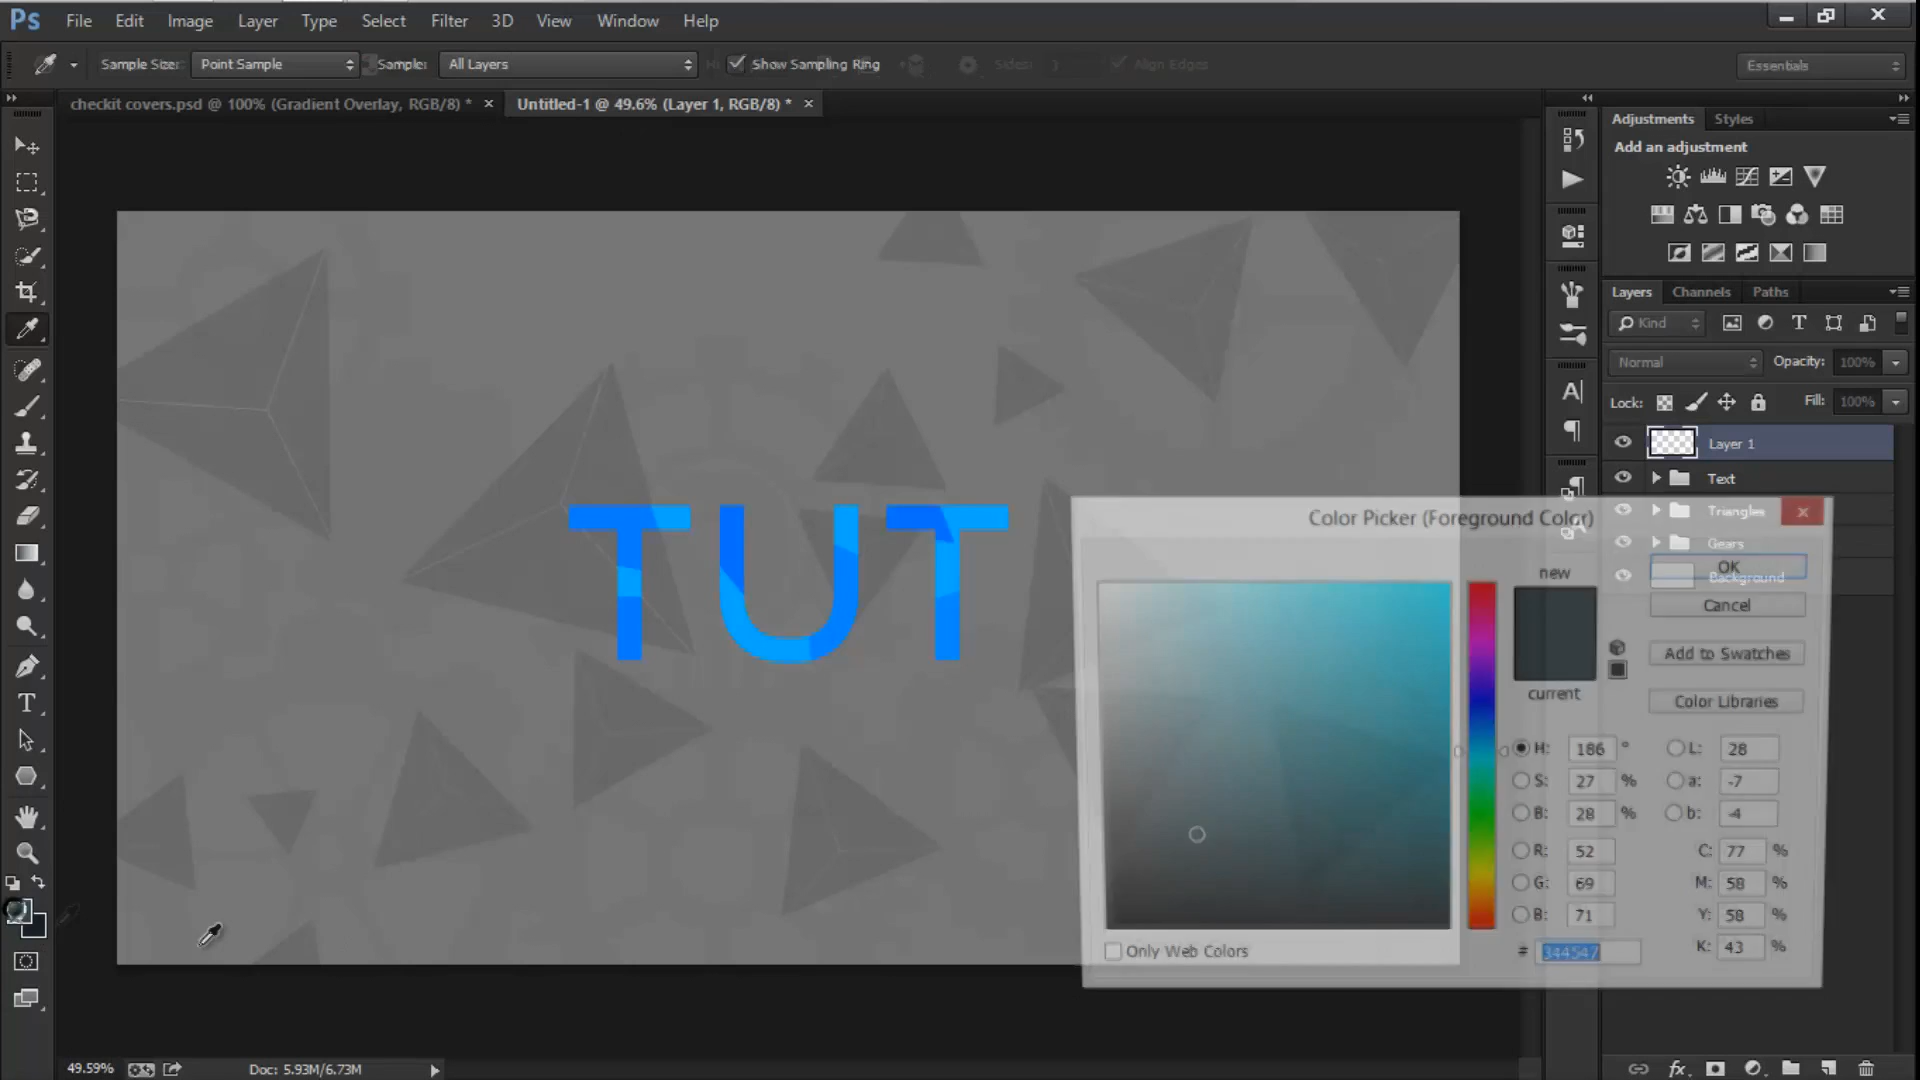 Ps File Edit Image Layer Type Select Filter 3D View Window Help
Sample Size: Point Sample Sample: All Layers Show Sampling Ring Sides: 3 Align Edges Essentials
checkit covers.psd @ 100% (Gradient Overlay, RGB/8) * × Untitled-1 @ 49.6% (Layer 1, RGB/8) * ×
Adjustments Styles
Add an adjustment
Layers Channels Paths
Kind
Normal Opacity: 100%
Lock: Fill: 100%
Layer 1
Text
Triangles
Gears
Background
TUT
Color Picker (Foreground Color)
new
current
OK
Cancel
Add to Swatches
Color Libraries
H: 186 ° L: 28
S: 27 % a: -7
B: 28 % b: -4
R: 52 C: 77 %
G: 69 M: 58 %
B: 71 Y: 58 %
# 344547 K: 43 %
Only Web Colors
49.59% Doc: 5.93M/6.73M